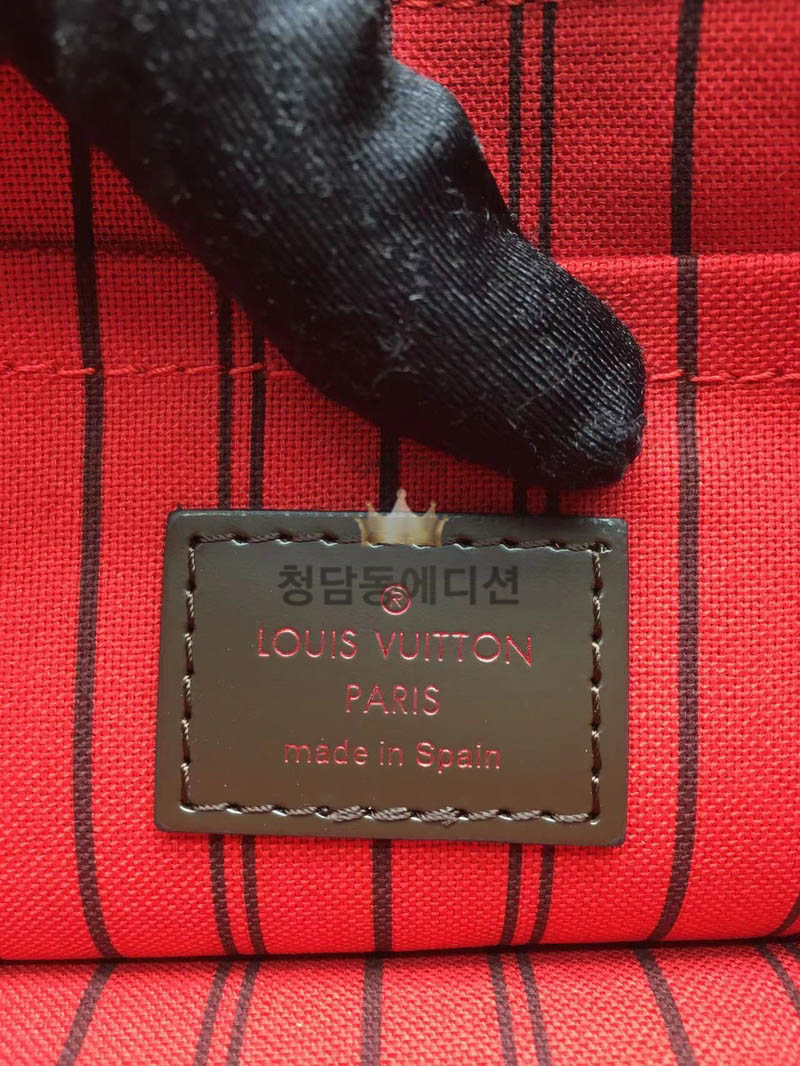 청담동에디션
®
LOUIS VUITTON
PARIS
made in Spain